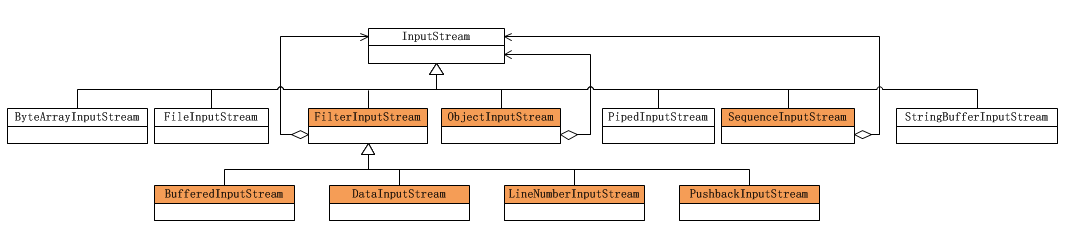 InputStream
ByteArrayInputStream
FileInputStream
FilterInputStream
ObjectInputStream
PipedInputStream
SequenceInputStream
StringBufferInputStream
BufferedInputStream
DataInputStream
LineNumberInputStream
PushbackInputStream